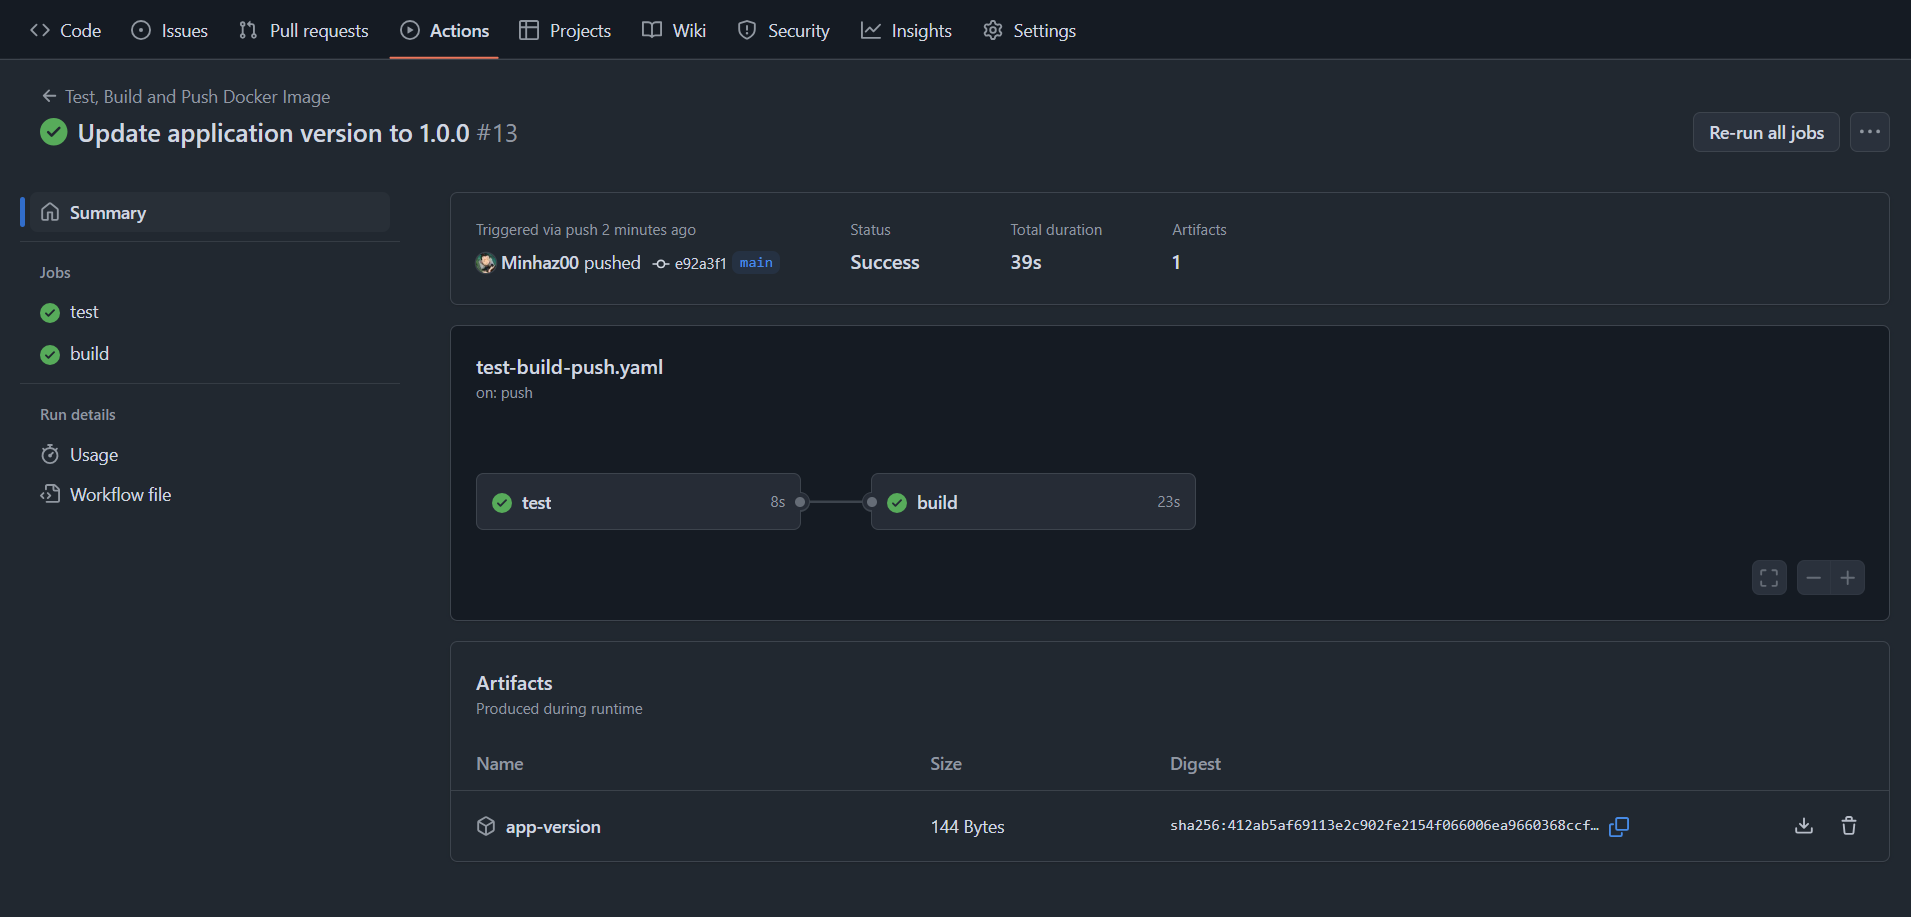 Code Issues Pull requests Actions Projects Wiki Security Insights Settings
← Test, Build and Push Docker Image
Update application version to 1.0.0 #13
Re-run all jobs
Summary
Jobs
test
build
Run details
Usage
Workflow file
Triggered via push 2 minutes ago
Minhaz00 pushed e92a3f1 main
Status
Success
Total duration
39s
Artifacts
1
test-build-push.yaml
on: push
test 8s
build 23s
Artifacts
Produced during runtime
Name Size Digest
app-version 144 Bytes sha256:412ab5af69113e2c902fe2154f066006ea9660368ccf…